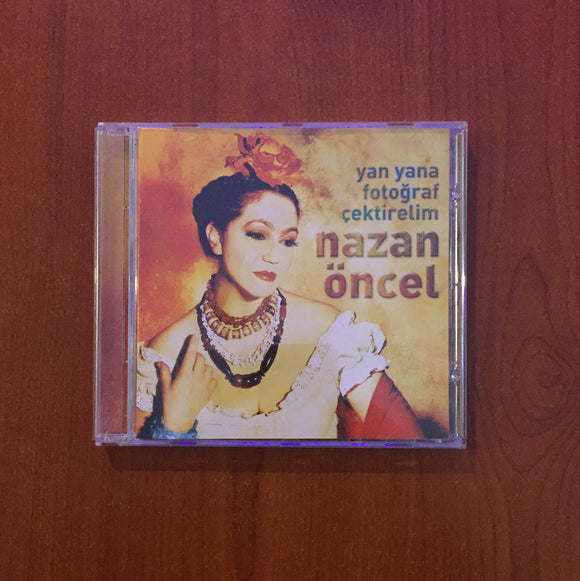 yan yana
fotoğraf
çektirelim
nazan
öncel